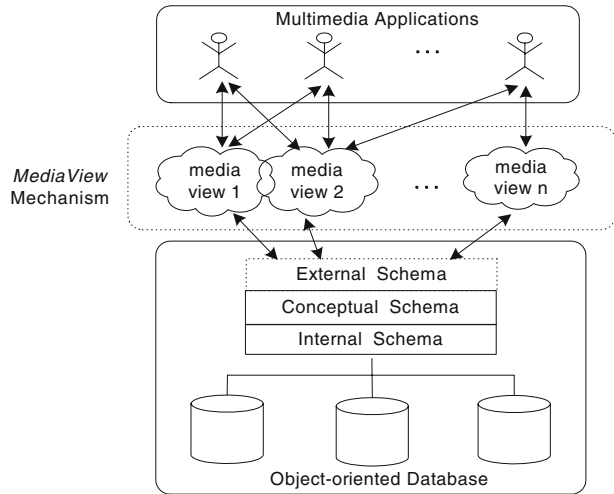 Multimedia Applications
...
MediaView
Mechanism
media
view 1
media
view 2
...
media
view n
External Schema
Conceptual Schema
Internal Schema
Object-oriented Database